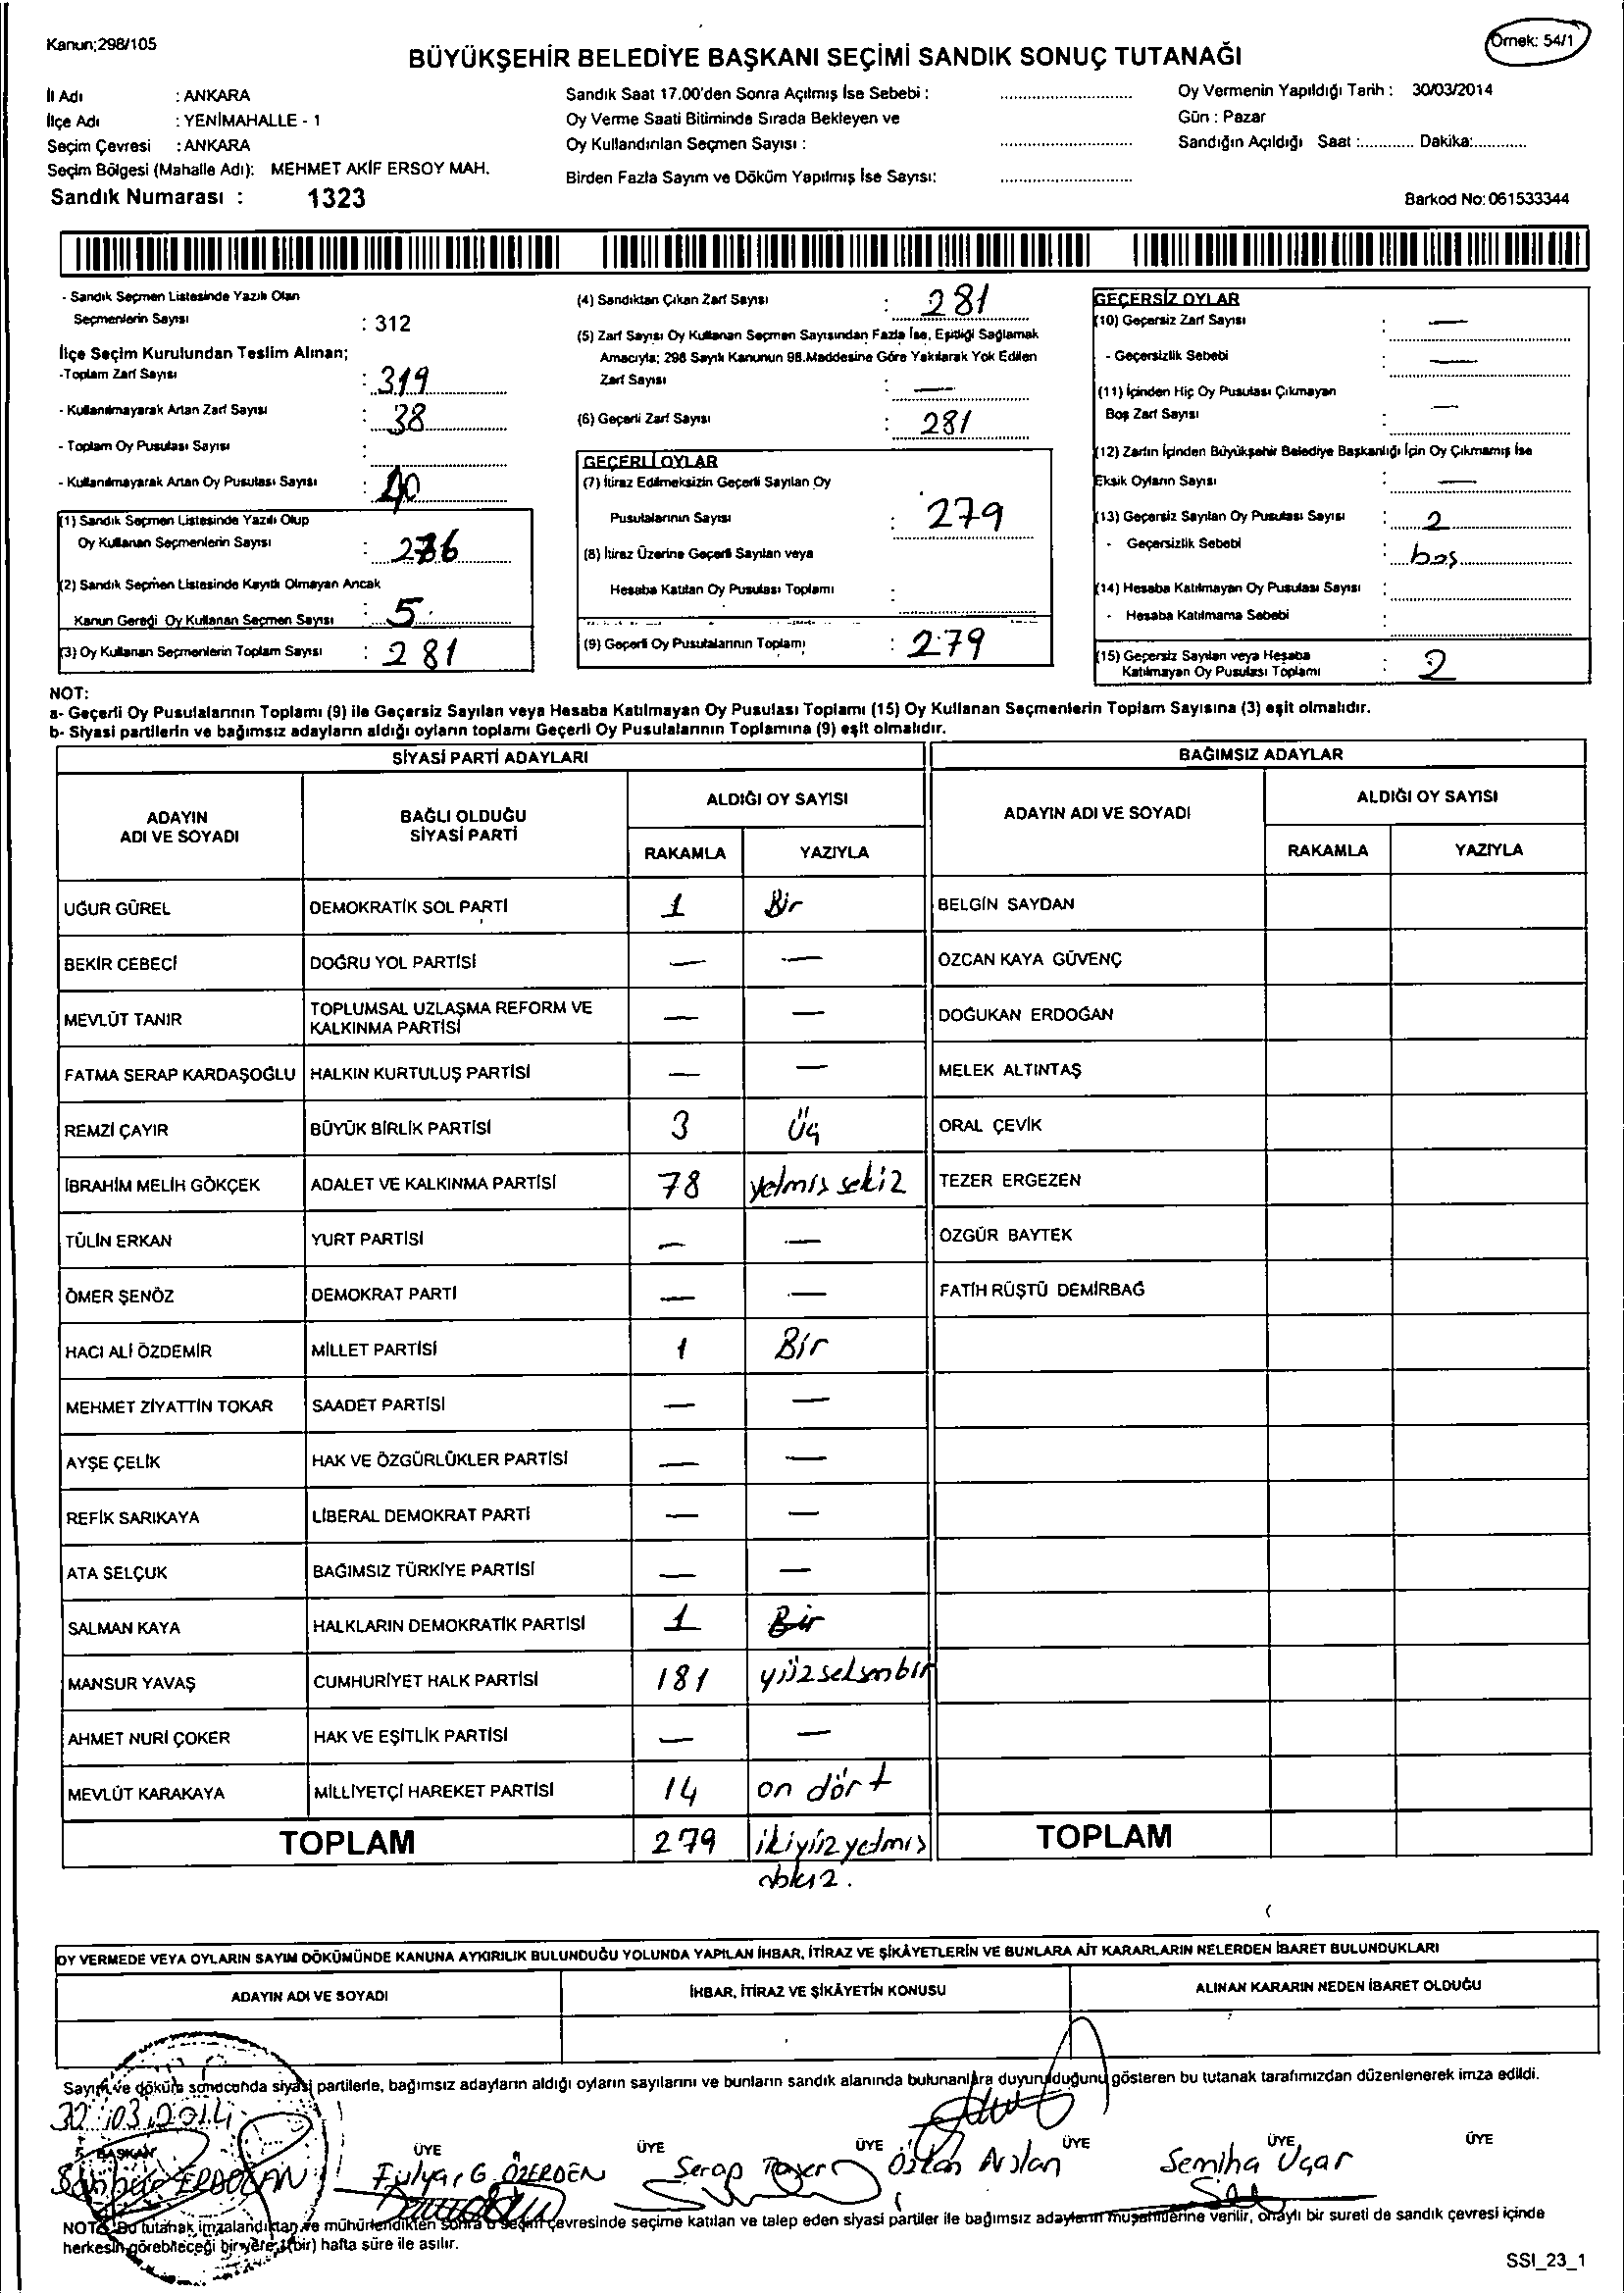 Kanun;298/105
Örnek: 54/1
BÜYÜKŞEHİR BELEDİYE BAŞKANI SEÇİMİ SANDIK SONUÇ TUTANAĞI
İl Adı : ANKARA
İlçe Adı : YENİMAHALLE - 1
Seçim Çevresi : ANKARA
Seçim Bölgesi (Mahalle Adı): MEHMET AKİF ERSOY MAH.
Sandık Numarası : 1323
Sandık Saat 17.00'den Sonra Açılmış İse Sebebi :
Oy Verme Saati Bitiminde Sırada Bekleyen ve
Oy Kullandırılan Seçmen Sayısı :
Birden Fazla Sayım ve Döküm Yapılmış İse Sayısı:
Oy Vermenin Yapıldığı Tarih : 30/03/2014
Gün : Pazar
Sandığın Açıldığı Saat :............ Dakika:............
Barkod No: 061533344
- Sandık Seçmen Listesinde Yazılı Olan
Seçmenlerin Sayısı : 312
İlçe Seçim Kurulundan Teslim Alınan;
-Toplam Zarf Sayısı : 319
- Kullanılmayarak Artan Zarf Sayısı : 38
- Toplam Oy Pusulası Sayısı :
- Kullanılmayarak Artan Oy Pusulası Sayısı : 40
(1) Sandık Seçmen Listesinde Yazılı Olup
Oy Kullanan Seçmenlerin Sayısı : 276
(2) Sandık Seçmen Listesinde Kayıtlı Olmayan Ancak
Kanun Gereği Oy Kullanan Seçmen Sayısı : 5
(3) Oy Kullanan Seçmenlerin Toplam Sayısı : 281
(4) Sandıktan Çıkan Zarf Sayısı : 281
(5) Zarf Sayısı Oy Kullanan Seçmen Sayısından Fazla İse, Eşitliği Sağlamak
Amacıyla; 298 Sayılı Kanunun 98.Maddesine Göre Yakılarak Yok Edilen
Zarf Sayısı : —
(6) Geçerli Zarf Sayısı : 281
GEÇERLİ OYLAR
(7) İtiraz Edilmeksizin Geçerli Sayılan Oy
Pusulalarının Sayısı : 279
(8) İtiraz Üzerine Geçerli Sayılan veya
Hesaba Katılan Oy Pusulası Toplamı :
(9) Geçerli Oy Pusulalarının Toplamı : 279
GEÇERSİZ OYLAR
(10) Geçersiz Zarf Sayısı : —
- Geçersizlik Sebebi : —
(11) İçinden Hiç Oy Pusulası Çıkmayan
Boş Zarf Sayısı : —
(12) Zarfın İçinden Büyükşehir Belediye Başkanlığı İçin Oy Çıkmamış İse
Eksik Oyların Sayısı : —
(13) Geçersiz Sayılan Oy Pusulası Sayısı : 2
- Geçersizlik Sebebi : boş
(14) Hesaba Katılmayan Oy Pusulası Sayısı :
- Hesaba Katılmama Sebebi :
(15) Geçersiz Sayılan veya Hesaba
Katılmayan Oy Pusulası Toplamı : 2
NOT:
a- Geçerli Oy Pusulalarının Toplamı (9) ile Geçersiz Sayılan veya Hesaba Katılmayan Oy Pusulası Toplamı (15) Oy Kullanan Seçmenlerin Toplam Sayısına (3) eşit olmalıdır.
b- Siyasi partilerin ve bağımsız adayların aldığı oyların toplamı Geçerli Oy Pusulalarının Toplamına (9) eşit olmalıdır.
SİYASİ PARTİ ADAYLARI BAĞIMSIZ ADAYLAR
ADAYIN ADI VE SOYADI BAĞLI OLDUĞU SİYASİ PARTİ ALDIĞI OY SAYISI ADAYIN ADI VE SOYADI ALDIĞI OY SAYISI
RAKAMLA YAZIYLA RAKAMLA YAZIYLA
UĞUR GÜREL DEMOKRATİK SOL PARTİ 1 Bir BELGİN SAYDAN
BEKİR CEBECİ DOĞRU YOL PARTİSİ — — ÖZCAN KAYA GÜVENÇ
MEVLÜT TANIR TOPLUMSAL UZLAŞMA REFORM VE KALKINMA PARTİSİ — — DOĞUKAN ERDOĞAN
FATMA SERAP KARDAŞOĞLU HALKIN KURTULUŞ PARTİSİ — — MELEK ALTINTAŞ
REMZİ ÇAYIR BÜYÜK BİRLİK PARTİSİ 3 Üç ORAL ÇEVİK
İBRAHİM MELİH GÖKÇEK ADALET VE KALKINMA PARTİSİ 78 yetmiş sekiz TEZER ERGEZEN
TÜLİN ERKAN YURT PARTİSİ — — ÖZGÜR BAYTEK
ÖMER ŞENÖZ DEMOKRAT PARTİ — — FATİH RÜŞTÜ DEMİRBAĞ
HACI ALİ ÖZDEMİR MİLLET PARTİSİ 1 Bir
MEHMET ZİYATTİN TOKAR SAADET PARTİSİ — —
AYŞE ÇELİK HAK VE ÖZGÜRLÜKLER PARTİSİ — —
REFİK SARIKAYA LİBERAL DEMOKRAT PARTİ — —
ATA SELÇUK BAĞIMSIZ TÜRKİYE PARTİSİ — —
SALMAN KAYA HALKLARIN DEMOKRATİK PARTİSİ 1 Bir
MANSUR YAVAŞ CUMHURİYET HALK PARTİSİ 181 yüzseksenbir
AHMET NURİ ÇOKER HAK VE EŞİTLİK PARTİSİ — —
MEVLÜT KARAKAYA MİLLİYETÇİ HAREKET PARTİSİ 14 on dört
TOPLAM 279 ikiyüzyetmiş TOPLAM
dokuz.
OY VERMEDE VEYA OYLARIN SAYIM DÖKÜMÜNDE KANUNA AYKIRILIK BULUNDUĞU YOLUNDA YAPILAN İHBAR, İTİRAZ VE ŞİKÂYETLERİN VE BUNLARA AİT KARARLARIN NELERDEN İBARET BULUNDUKLARI
ADAYIN ADI VE SOYADI İHBAR, İTİRAZ VE ŞİKÂYETİN KONUSU ALINAN KARARIN NEDEN İBARET OLDUĞU
Sayım ve döküm sonucunda siyasi partilerle, bağımsız adayların aldığı oyların sayılarını ve bunların sandık alanında bulunanlara duyurulduğunu gösteren bu tutanak tarafımızdan düzenlenerek imza edildi.
BAŞKAN ÜYE ÜYE ÜYE ÜYE ÜYE ÜYE
ERDOĞAN Fulya G. ÖZERDEN Serap Özlem Arslan Semiha Uçar
NOT: Bu tutanak imzalandıktan ve mühürlendikten sonra o seçim çevresinde seçime katılan ve talep eden siyasi partiler ile bağımsız adayların müşahitlerine verilir, onaylı bir sureti de sandık çevresi içinde
herkesin görebileceği bir yere 1(bir) hafta süre ile asılır.
SSI_23_1